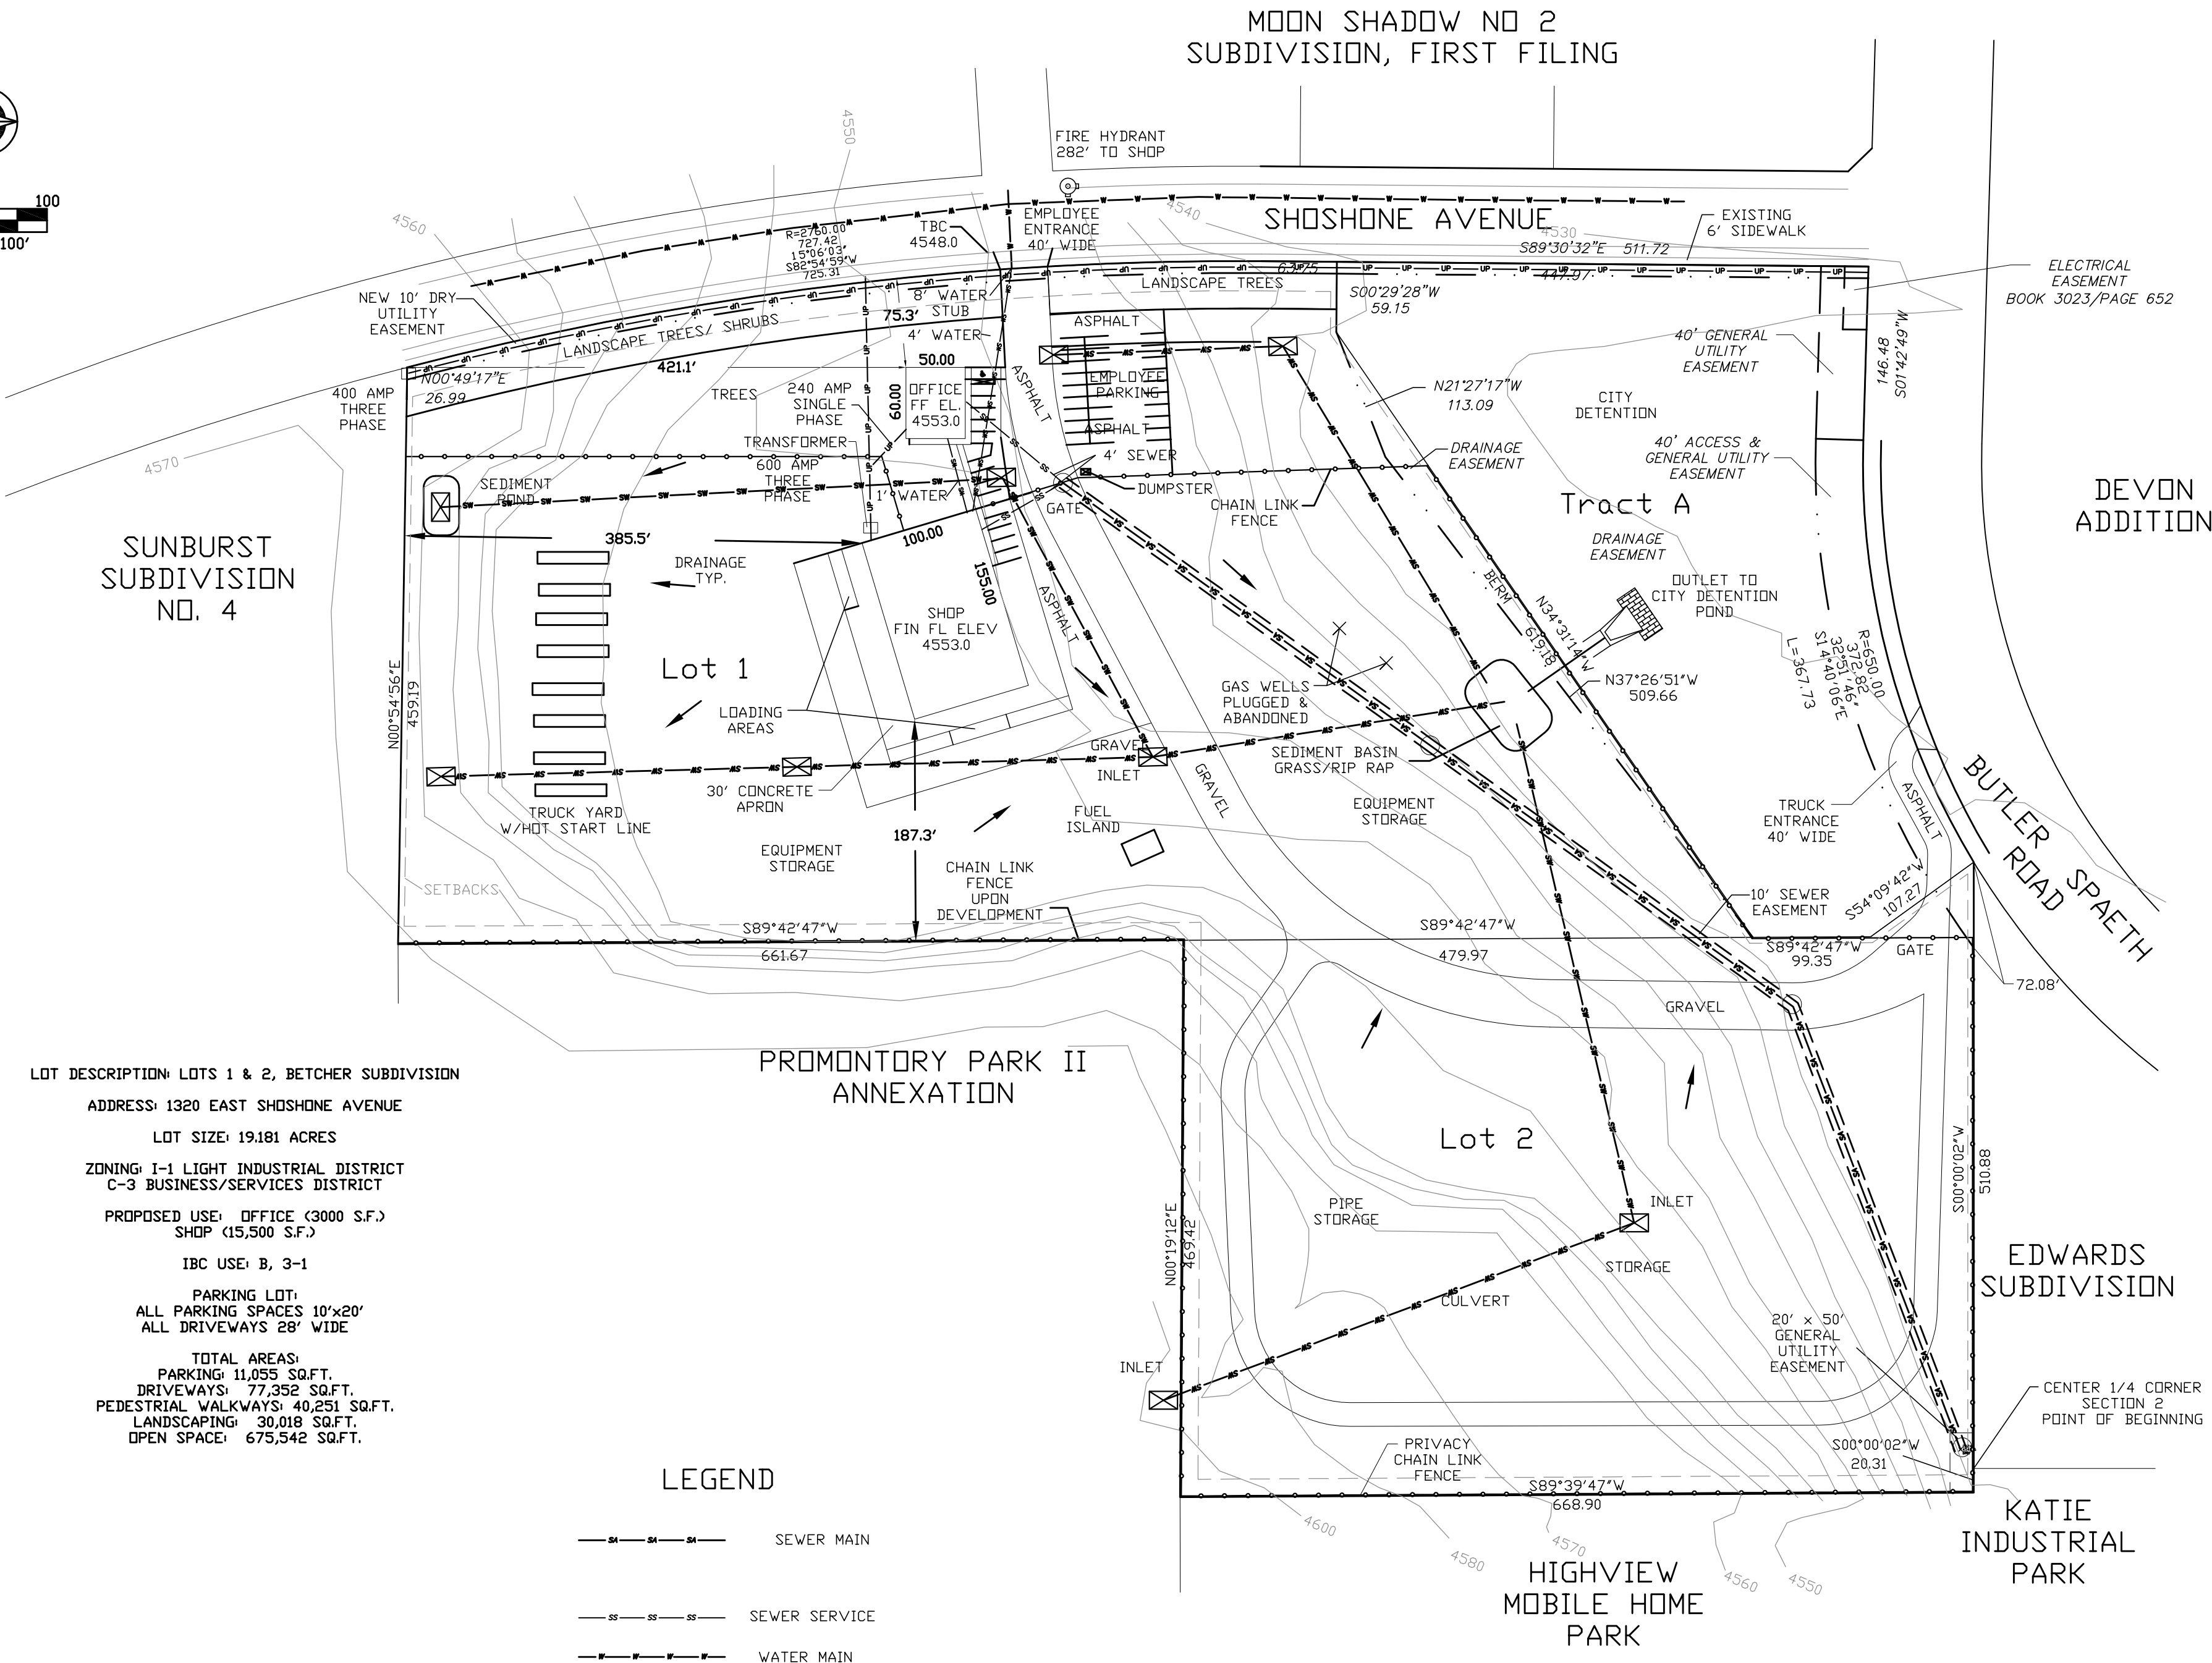 MOON SHADOW NO 2
SUBDIVISION, FIRST FILING
100
100'
FIRE HYDRANT
282' TO SHOP
4550
4560
4540
4530
SHOSHONE AVENUE
EXISTING
6' SIDEWALK
S89°30'32"E 511.72
63.75
447.97
TBC
4548.0
EMPLOYEE
ENTRANCE
40' WIDE
R=2760.00
727.42
15°06'03"
S82°54'59"W
725.31
ELECTRICAL
EASEMENT
BOOK 3023/PAGE 652
NEW 10' DRY
UTILITY
EASEMENT
LANDSCAPE TREES/ SHRUBS
75.3'
8' WATER
STUB
4' WATER
LANDSCAPE TREES
S00°29'28"W
59.15
146.48
S01°42'49"W
40' GENERAL
UTILITY
EASEMENT
ASPHALT
421.1'
50.00
60.00
N00°49'17"E
26.99
400 AMP
THREE
PHASE
TREES
240 AMP
SINGLE
PHASE
OFFICE
FF EL.
4553.0
ASPHALT
EMPLOYEE
PARKING
ASPHALT
N21°27'17"W
113.09
CITY
DETENTION
4570
TRANSFORMER
600 AMP
THREE
PHASE
1' WATER
4' SEWER
DUMPSTER
GATE
CHAIN LINK
FENCE
DRAINAGE
EASEMENT
40' ACCESS &
GENERAL UTILITY
EASEMENT
SEDIMENT
POND
Tract A
DEVON
ADDITION
SUNBURST
SUBDIVISION
NO. 4
385.5'
100.00
155.00
DRAINAGE
TYP.
DRAINAGE
EASEMENT
SHOP
FIN FL ELEV
4553.0
ASPHALT
BERM
N34°31'14"W
619.18
OUTLET TO
CITY DETENTION
POND
R=650.00
372.82
32°51'46"
S14°40'06"E
L=367.73
Lot 1
N00°54'56"E
459.19
GAS WELLS
PLUGGED &
ABANDONED
N37°26'51"W
509.66
LOADING
AREAS
GRAVEL
INLET
GRAVEL
SEDIMENT BASIN
GRASS/RIP RAP
30' CONCRETE
APRON
TRUCK YARD
W/HOT START LINE
FUEL
ISLAND
187.3'
EQUIPMENT
STORAGE
EQUIPMENT
STORAGE
TRUCK
ENTRANCE
40' WIDE
ASPHALT
BUTLER SPAETH
ROAD
SETBACKS
CHAIN LINK
FENCE
UPON
DEVELOPMENT
10' SEWER
EASEMENT
S54°09'42"W
107.27
S89°42'47"W
661.67
S89°42'47"W
479.97
S89°42'47"W
99.35
GATE
72.08'
GRAVEL
PROMONTORY PARK II
ANNEXATION
LOT DESCRIPTION: LOTS 1 & 2, BETCHER SUBDIVISION
ADDRESS: 1320 EAST SHOSHONE AVENUE
LOT SIZE: 19.181 ACRES
ZONING: I-1 LIGHT INDUSTRIAL DISTRICT
C-3 BUSINESS/SERVICES DISTRICT
PROPOSED USE: OFFICE (3000 S.F.)
SHOP (15,500 S.F.)
IBC USE: B, 3-1
PARKING LOT:
ALL PARKING SPACES 10'x20'
ALL DRIVEWAYS 28' WIDE
TOTAL AREAS:
PARKING: 11,055 SQ.FT.
DRIVEWAYS: 77,352 SQ.FT.
PEDESTRIAL WALKWAYS: 40,251 SQ.FT.
LANDSCAPING: 30,018 SQ.FT.
OPEN SPACE: 675,542 SQ.FT.
Lot 2
N00°19'12"E
469.42
PIPE
STORAGE
INLET
STORAGE
CULVERT
INLET
S00°00'02"W
510.88
EDWARDS
SUBDIVISION
20' x 50'
GENERAL
UTILITY
EASEMENT
CENTER 1/4 CORNER
SECTION 2
POINT OF BEGINNING
S00°00'02"W
20.31
PRIVACY
CHAIN LINK
FENCE
S89°39'47"W
668.90
4600
4580
4570
4560
4550
KATIE
INDUSTRIAL
PARK
HIGHVIEW
MOBILE HOME
PARK
LEGEND
SA SA SA SEWER MAIN
SS SS SS SEWER SERVICE
W W W W WATER MAIN